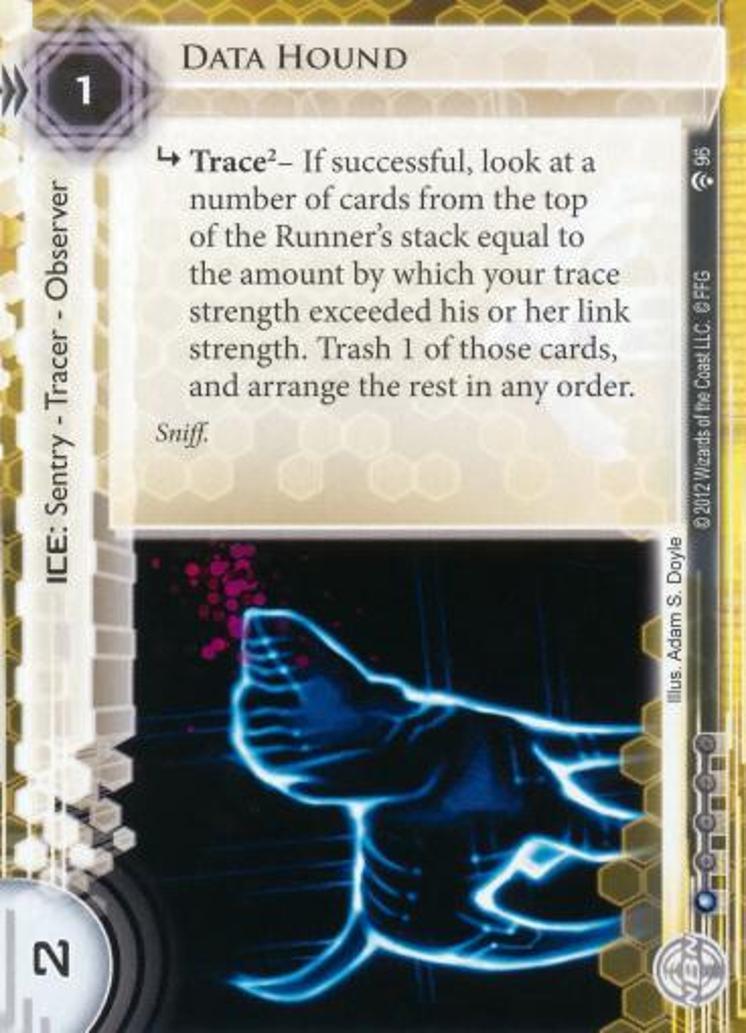 DATA HOUND
1
↳ Trace²– If successful, look at a
number of cards from the top
of the Runner's stack equal to
the amount by which your trace
strength exceeded his or her link
strength. Trash 1 of those cards,
and arrange the rest in any order.
Sniff.
ICE: Sentry - Tracer - Observer
2
Illus. Adam S. Doyle
© 2012 Wizards of the Coast LLC. © FFG
96
NBN